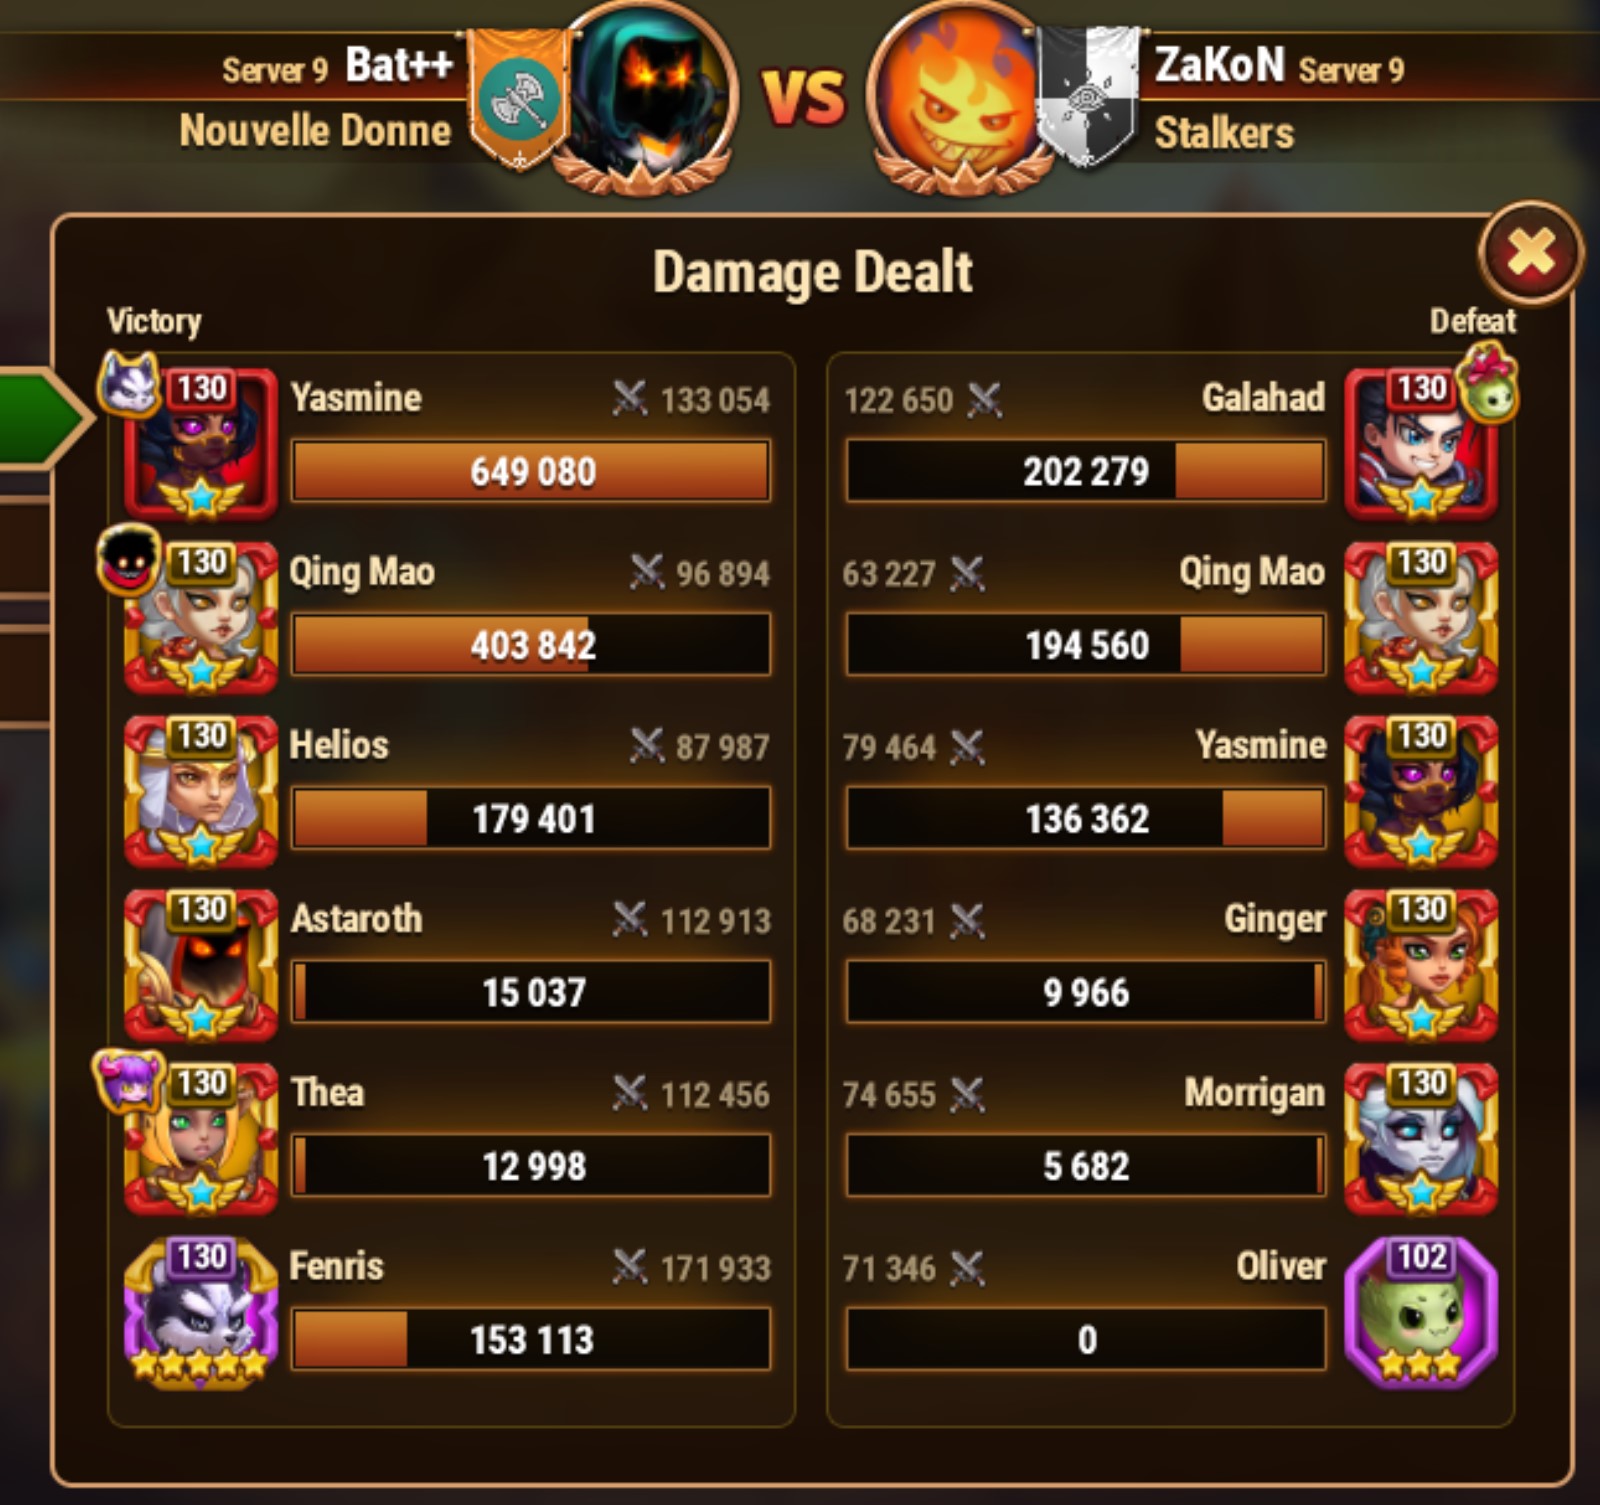 Server 9 Bat++
Nouvelle Donne
VS
ZaKoN Server 9
Stalkers
Damage Dealt
Victory
Defeat
130 Yasmine 133 054
649 080
130 Qing Mao 96 894
403 842
130 Helios 87 987
179 401
130 Astaroth 112 913
15 037
130 Thea 112 456
12 998
130 Fenris 171 933
153 113
122 650 Galahad 130
202 279
63 227 Qing Mao 130
194 560
79 464 Yasmine 130
136 362
68 231 Ginger 130
9 966
74 655 Morrigan 130
5 682
71 346 Oliver 102
0